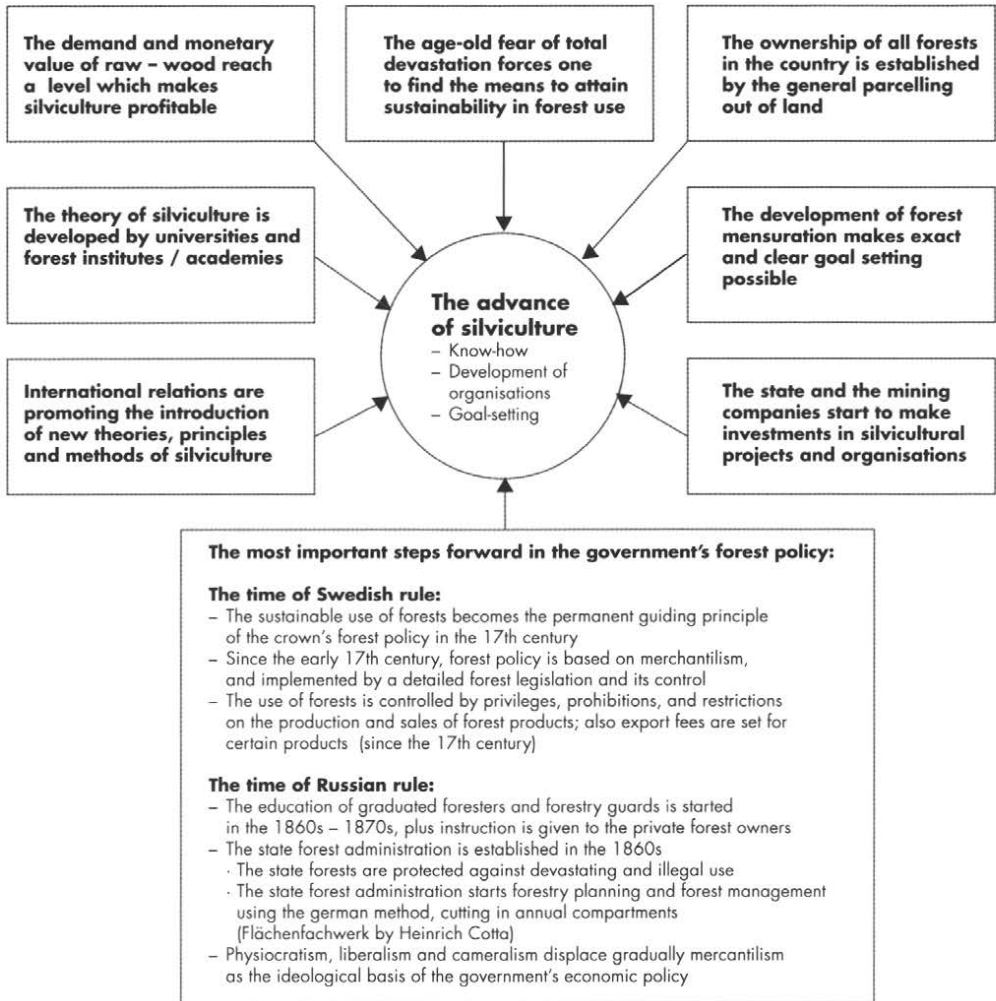 The demand and monetary
value of raw – wood reach
a level which makes
silviculture profitable
The age-old fear of total
devastation forces one
to find the means to attain
sustainability in forest use
The ownership of all forests
in the country is established
by the general parcelling
out of land
The theory of silviculture is
developed by universities and
forest institutes / academies
The development of forest
mensuration makes exact
and clear goal setting
possible
The advance
of silviculture
– Know-how
– Development of
organisations
– Goal-setting
International relations are
promoting the introduction
of new theories, principles
and methods of silviculture
The state and the mining
companies start to make
investments in silvicultural
projects and organisations
The most important steps forward in the government's forest policy:
The time of Swedish rule:
– The sustainable use of forests becomes the permanent guiding principle
of the crown's forest policy in the 17th century
– Since the early 17th century, forest policy is based on merchantilism,
and implemented by a detailed forest legislation and its control
– The use of forests is controlled by privileges, prohibitions, and restrictions
on the production and sales of forest products; also export fees are set for
certain products (since the 17th century)
The time of Russian rule:
– The education of graduated foresters and forestry guards is started
in the 1860s – 1870s, plus instruction is given to the private forest owners
– The state forest administration is established in the 1860s
· The state forests are protected against devastating and illegal use
· The state forest administration starts forestry planning and forest management
using the german method, cutting in annual compartments
(Flächenfachwerk by Heinrich Cotta)
– Physiocratism, liberalism and cameralism displace gradually mercantilism
as the ideological basis of the government's economic policy